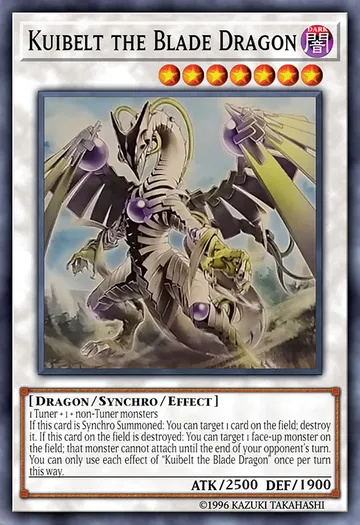 KUIBELT THE BLADE DRAGON
DARK
闇
[DRAGON/SYNCHRO/EFFECT]
1 Tuner + 1+ non-Tuner monsters
If this card is Synchro Summoned: You can target 1 card on the field; destroy
it. If this card on the field is destroyed: You can target 1 face-up monster on
the field; that monster cannot attach until the end of your opponent's turn.
You can only use each effect of "Kuibelt the Blade Dragon" once per turn
this way.
ATK/2500 DEF/1900
©1996 KAZUKI TAKAHASHI